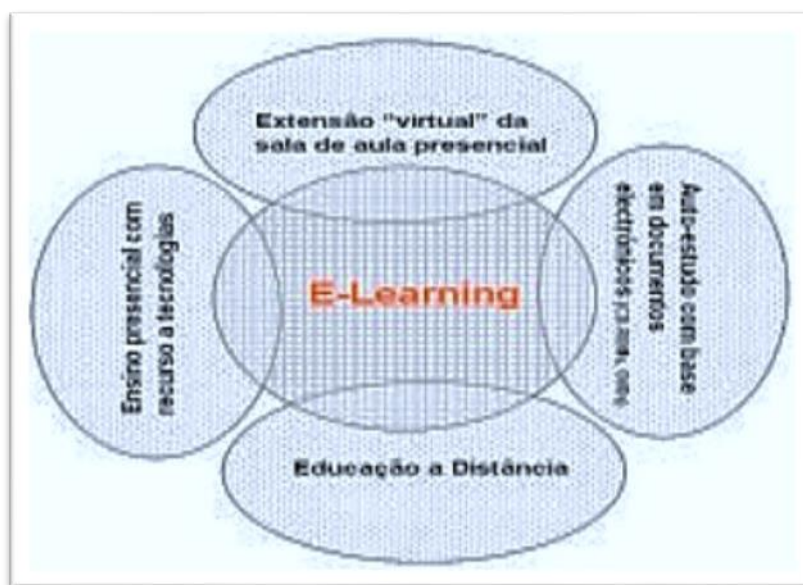 Extensão "virtual" da
sala de aula presencial
Ensino presencial com
recurso a tecnologias
E-Learning
Auto-estudo com base
em documentos
electrónicos
Educação a Distância